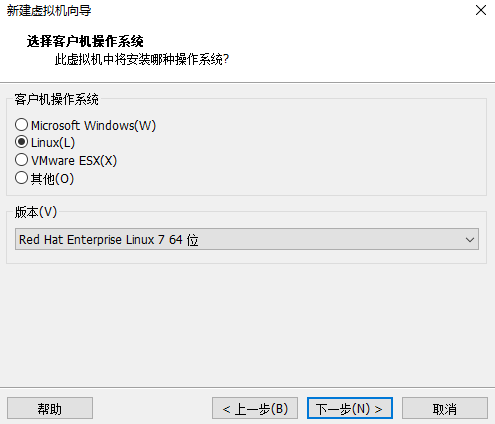 新建虚拟机向导
选择客户机操作系统
此虚拟机中将安装哪种操作系统?
客户机操作系统
Microsoft Windows(W)
Linux(L)
VMware ESX(X)
其他(O)
版本(V)
Red Hat Enterprise Linux 7 64 位
帮助
< 上一步(B)
下一步(N) >
取消